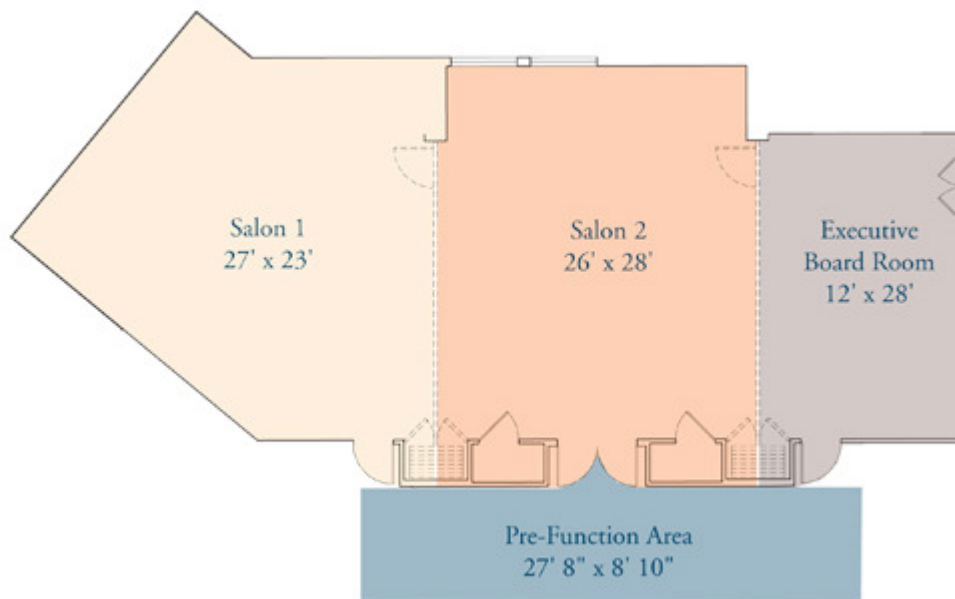 Salon 1
27' x 23'
Salon 2
26' x 28'
Executive
Board Room
12' x 28'
Pre-Function Area
27' 8" x 8' 10"